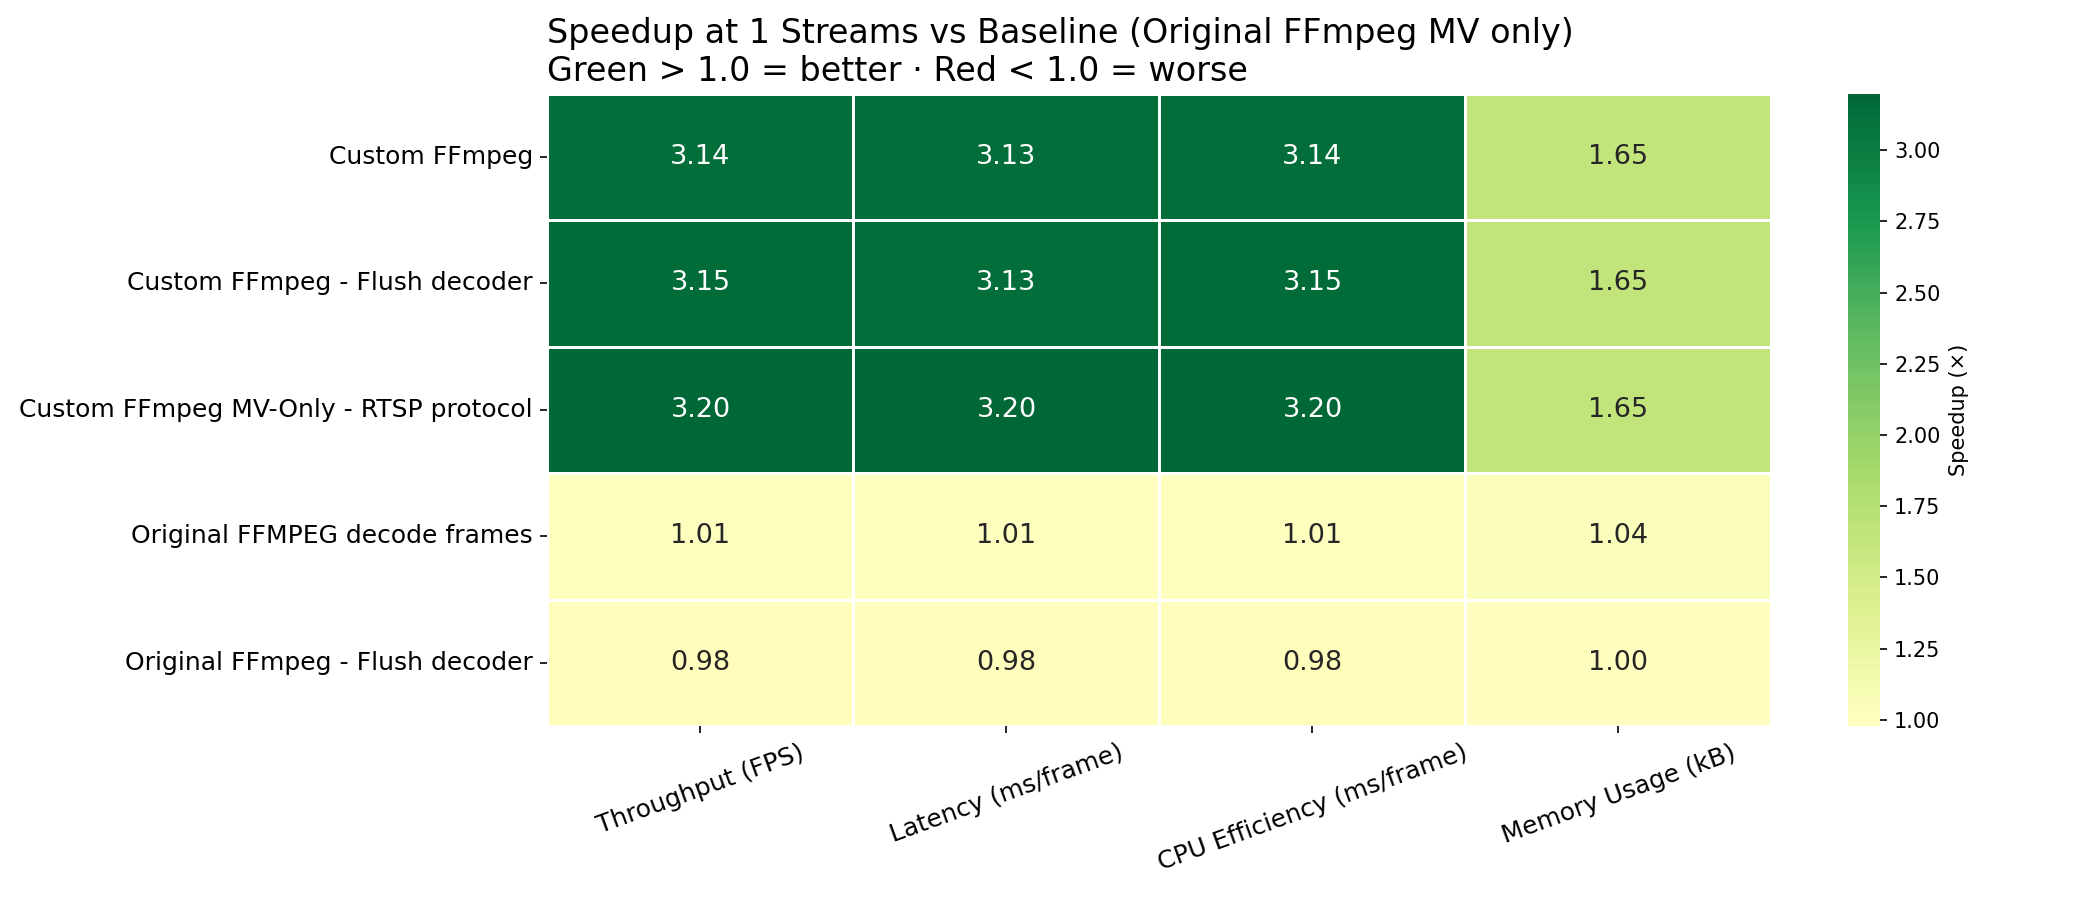 Speedup at 1 Streams vs Baseline (Original FFmpeg MV only)
Green > 1.0 = better · Red < 1.0 = worse
Custom FFmpeg 3.14 3.13 3.14 1.65
Custom FFmpeg - Flush decoder 3.15 3.13 3.15 1.65
Custom FFmpeg MV-Only - RTSP protocol 3.20 3.20 3.20 1.65
Original FFMPEG decode frames 1.01 1.01 1.01 1.04
Original FFmpeg - Flush decoder 0.98 0.98 0.98 1.00
Throughput (FPS)
Latency (ms/frame)
CPU Efficiency (ms/frame)
Memory Usage (kB)
3.00
2.75
2.50
2.25
2.00
1.75
1.50
1.25
1.00
Speedup (×)